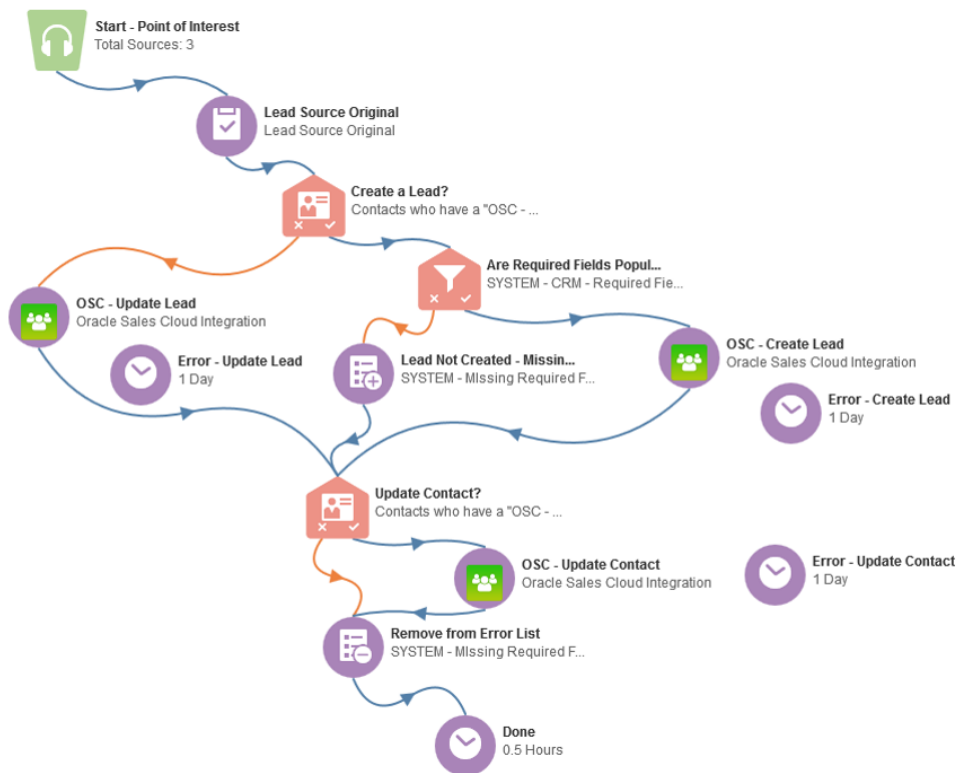 Start - Point of Interest
Total Sources: 3
Lead Source Original
Lead Source Original
Create a Lead?
Contacts who have a "OSC - ...
Are Required Fields Popul...
SYSTEM - CRM - Required Fie...
OSC - Update Lead
Oracle Sales Cloud Integration
OSC - Create Lead
Oracle Sales Cloud Integration
Error - Update Lead
1 Day
Lead Not Created - Missin...
SYSTEM - MIssing Required F...
Error - Create Lead
1 Day
Update Contact?
Contacts who have a "OSC - ...
OSC - Update Contact
Oracle Sales Cloud Integration
Error - Update Contact
1 Day
Remove from Error List
SYSTEM - MIssing Required F...
Done
0.5 Hours